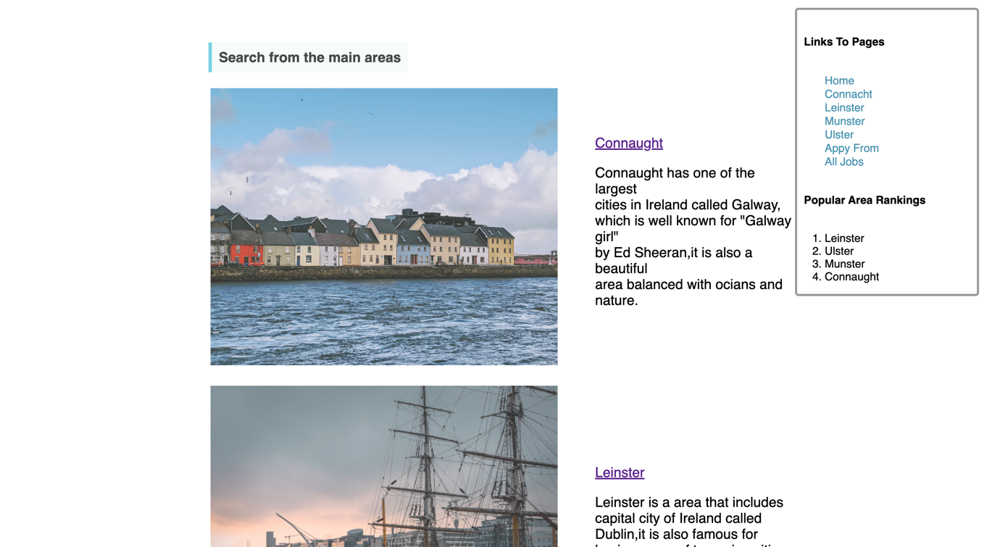 Search from the main areas
Connaught
Connaught has one of the
largest
cities in Ireland called Galway,
which is well known for "Galway
girl"
by Ed Sheeran,it is also a
beautiful
area balanced with ocians and
nature.
Leinster
Leinster is a area that includes
capital city of Ireland called
Dublin,it is also famous for
Links To Pages
Home
Connacht
Leinster
Munster
Ulster
Appy From
All Jobs
Popular Area Rankings
1. Leinster
2. Ulster
3. Munster
4. Connaught